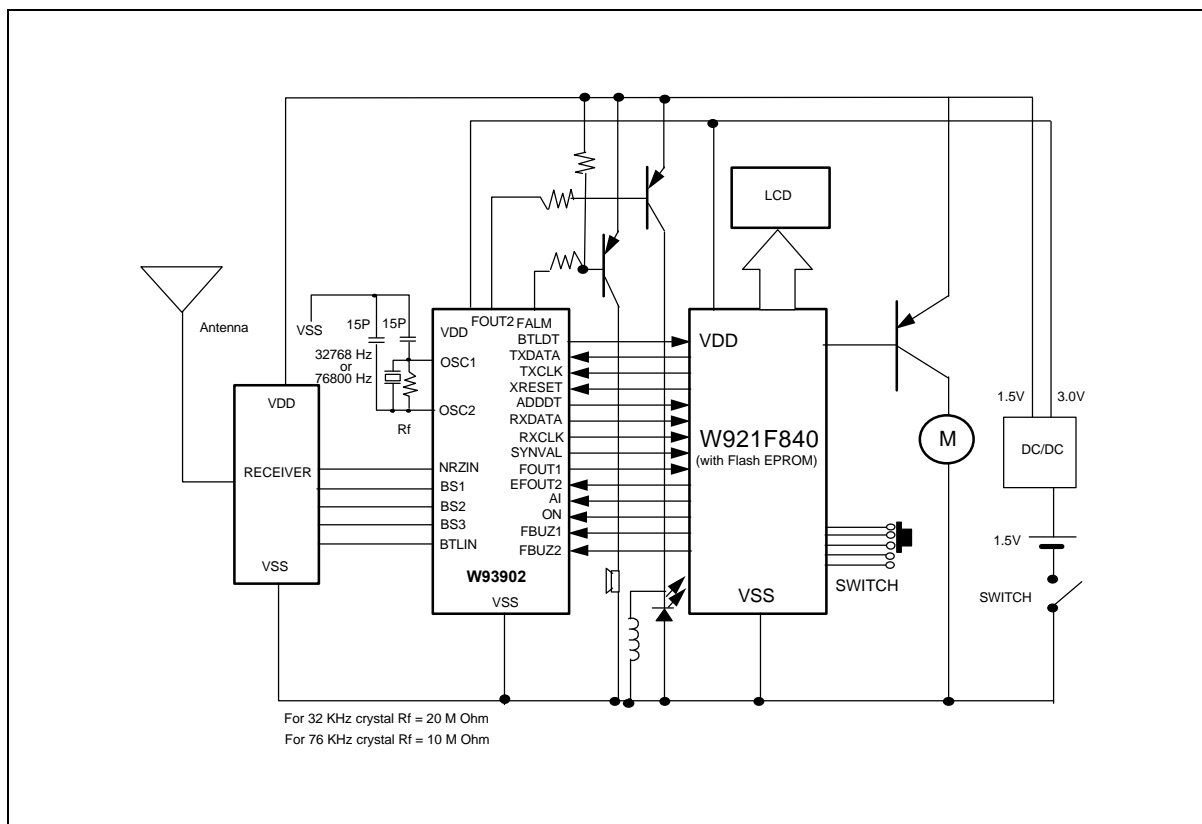 LCD
Antenna
VSS
15P
15P
32768 Hz
or
76800 Hz
Rf
VDD
RECEIVER
VSS
VDD
FOUT2
FALM
OSC1
OSC2
NRZIN
BS1
BS2
BS3
BTLIN
BTLDT
TXDATA
TXCLK
XRESET
ADDDT
RXDATA
RXCLK
SYNVAL
FOUT1
EFOUT2
AI
ON
FBUZ1
FBUZ2
W93902
VSS
VDD
W921F840
(with Flash EPROM)
VSS
SWITCH
M
1.5V
3.0V
DC/DC
1.5V
SWITCH
For 32 KHz crystal Rf = 20 M Ohm
For 76 KHz crystal Rf = 10 M Ohm